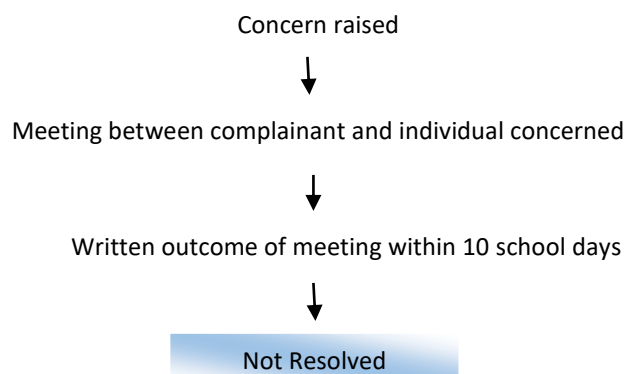 Concern raised
Meeting between complainant and individual concerned
Written outcome of meeting within 10 school days
Not Resolved